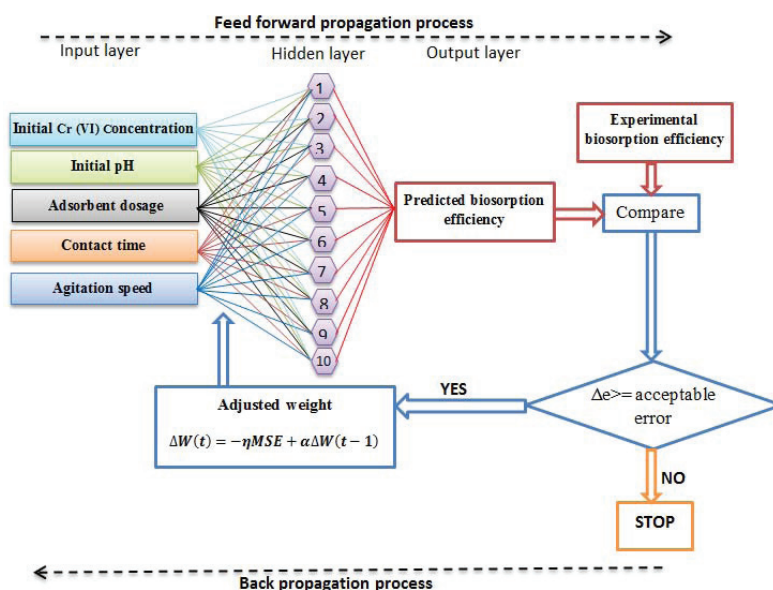 Feed forward propagation process
Input layer
Hidden layer
Output layer
Initial Cr (VI) Concentration
Initial pH
Adsorbent dosage
Contact time
Agitation speed
1
2
3
4
5
6
7
8
9
10
Predicted biosorption
efficiency
Experimental
biosorption efficiency
Compare
Δe>= acceptable
error
YES
NO
STOP
Adjusted weight
ΔW(t) = −ηMSE + αΔW(t − 1)
Back propagation process